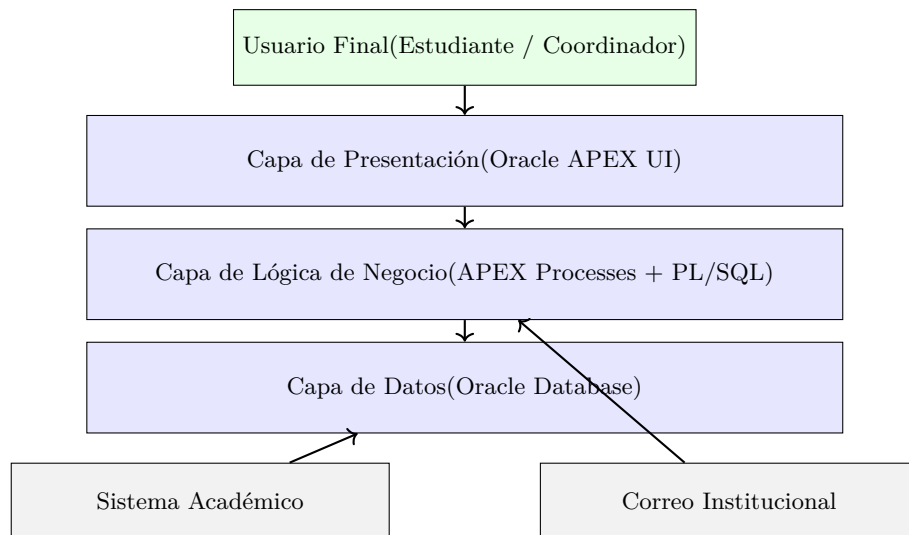 Usuario Final(Estudiante / Coordinador)
Capa de Presentación(Oracle APEX UI)
Capa de Lógica de Negocio(APEX Processes + PL/SQL)
Capa de Datos(Oracle Database)
Sistema Académico
Correo Institucional